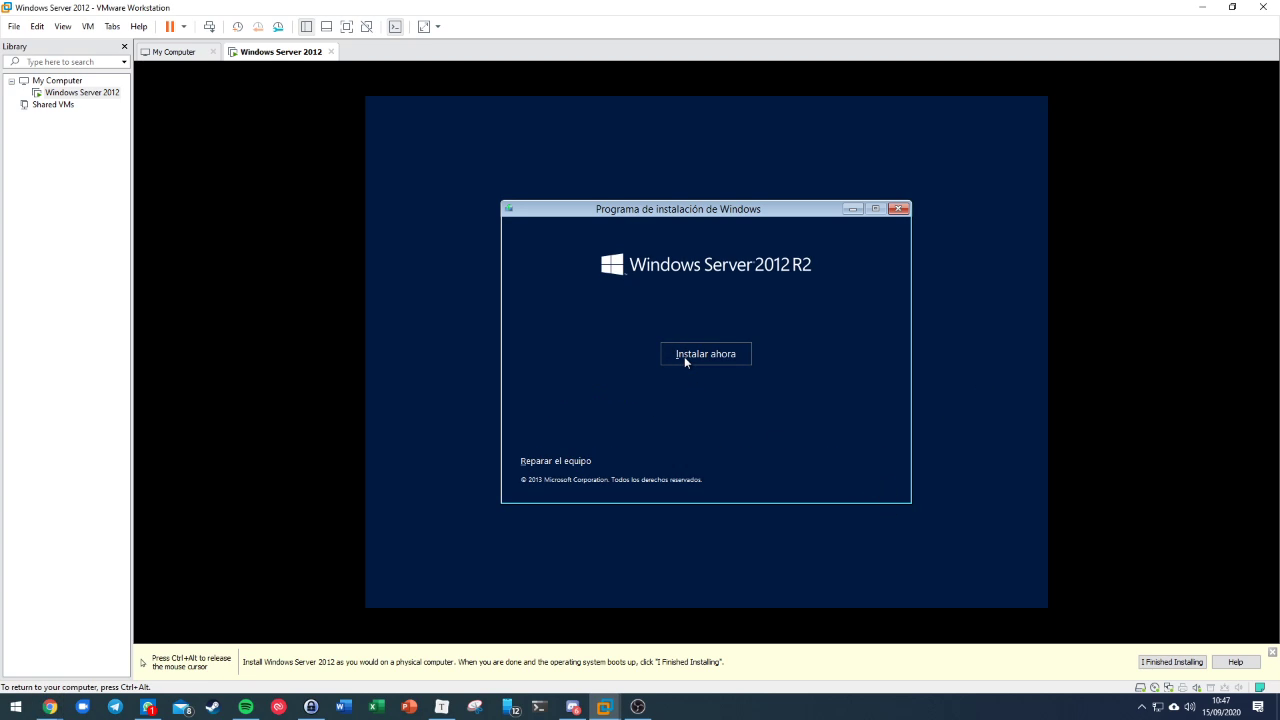 Windows Server 2012 - VMware Workstation
File Edit View VM Tabs Help
Library
My Computer
Windows Server 2012
Type here to search
My Computer
Windows Server 2012
Shared VMs
Programa de instalación de Windows
Windows Server 2012 R2
Instalar ahora
Reparar el equipo
© 2013 Microsoft Corporation. Todos los derechos reservados.
Press Ctrl+Alt to release
the mouse cursor
Install Windows Server 2012 as you would on a physical computer. When you are done and the operating system boots up, click "I Finished Installing".
I Finished Installing
Help
To return to your computer, press Ctrl+Alt.
1
8
12
10:47
15/09/2020